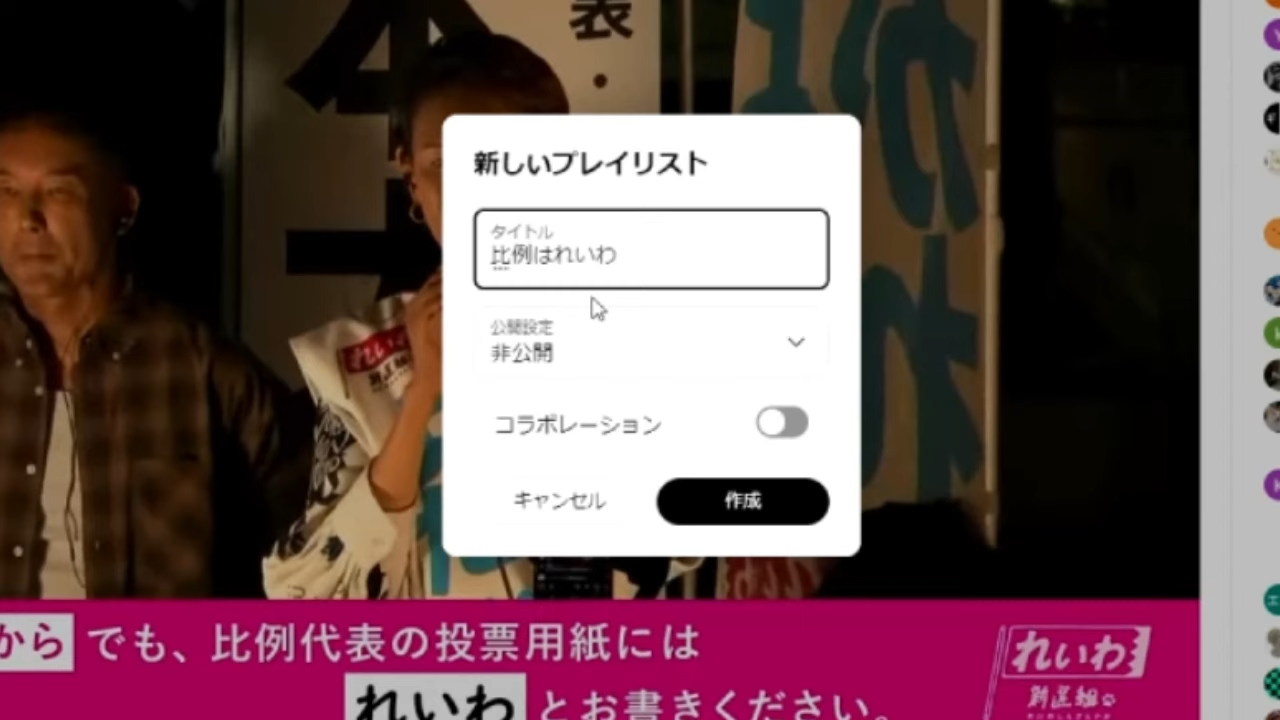 表・
新しいプレイリスト
タイトル
比例はれいわ
公開設定
非公開
コラボレーション
キャンセル
作成
から でも、比例代表の投票用紙には
れいわ とお書きください。
れいわ
新選組